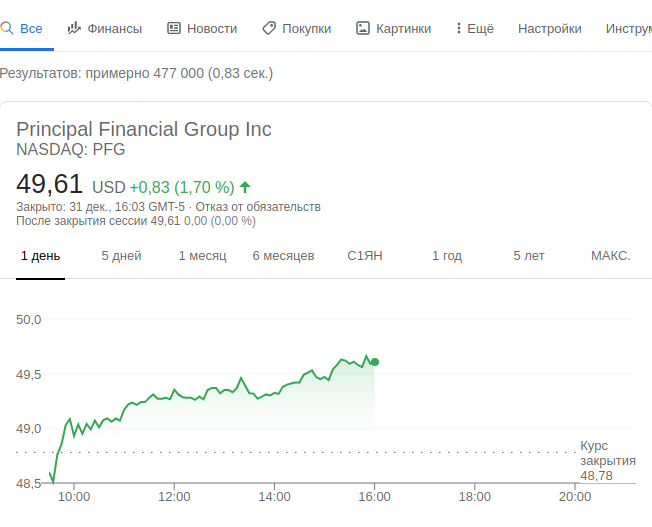 Все Финансы Новости Покупки Картинки Ещё Настройки Инструм
Результатов: примерно 477 000 (0,83 сек.)
Principal Financial Group Inc
NASDAQ: PFG
49,61 USD +0,83 (1,70 %)
Закрыто: 31 дек., 16:03 GMT-5 · Отказ от обязательств
После закрытия сессии 49,61 0,00 (0,00 %)
1 день 5 дней 1 месяц 6 месяцев С1ЯН 1 год 5 лет МАКС.
50,0
49,5
49,0
Курс
закрытия
48,78
48,5
10:00 12:00 14:00 16:00 18:00 20:00